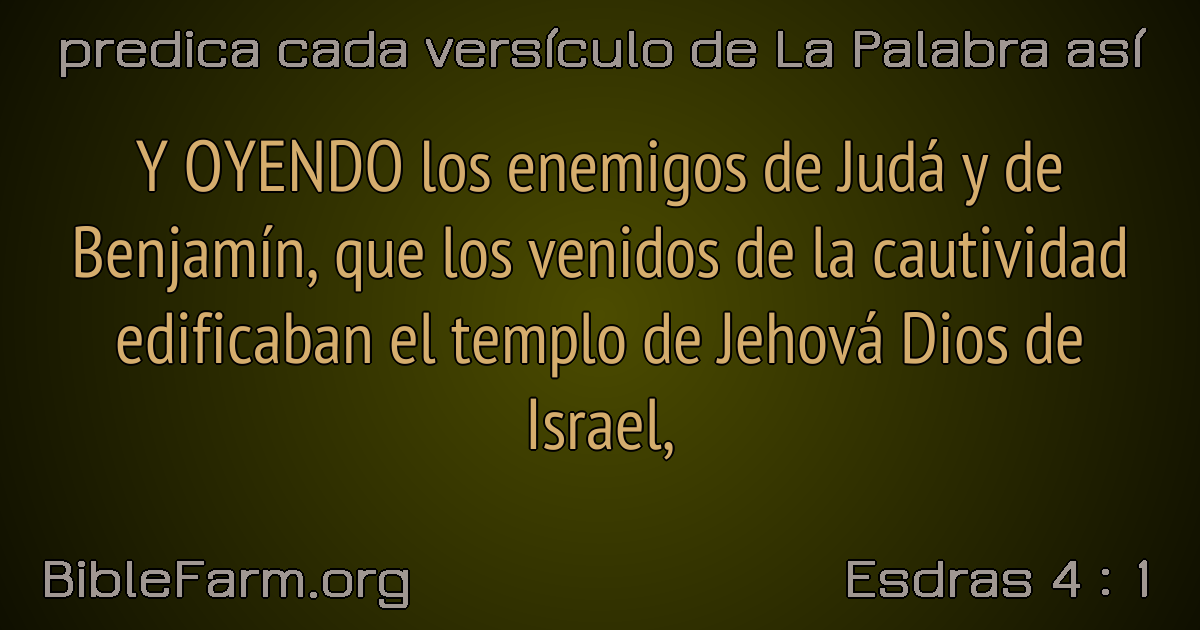 predica cada versículo de La Palabra así
Y OYENDO los enemigos de Judá y de
Benjamín, que los venidos de la cautividad
edificaban el templo de Jehová Dios de
Israel,
BibleFarm.org
Esdras 4 : 1